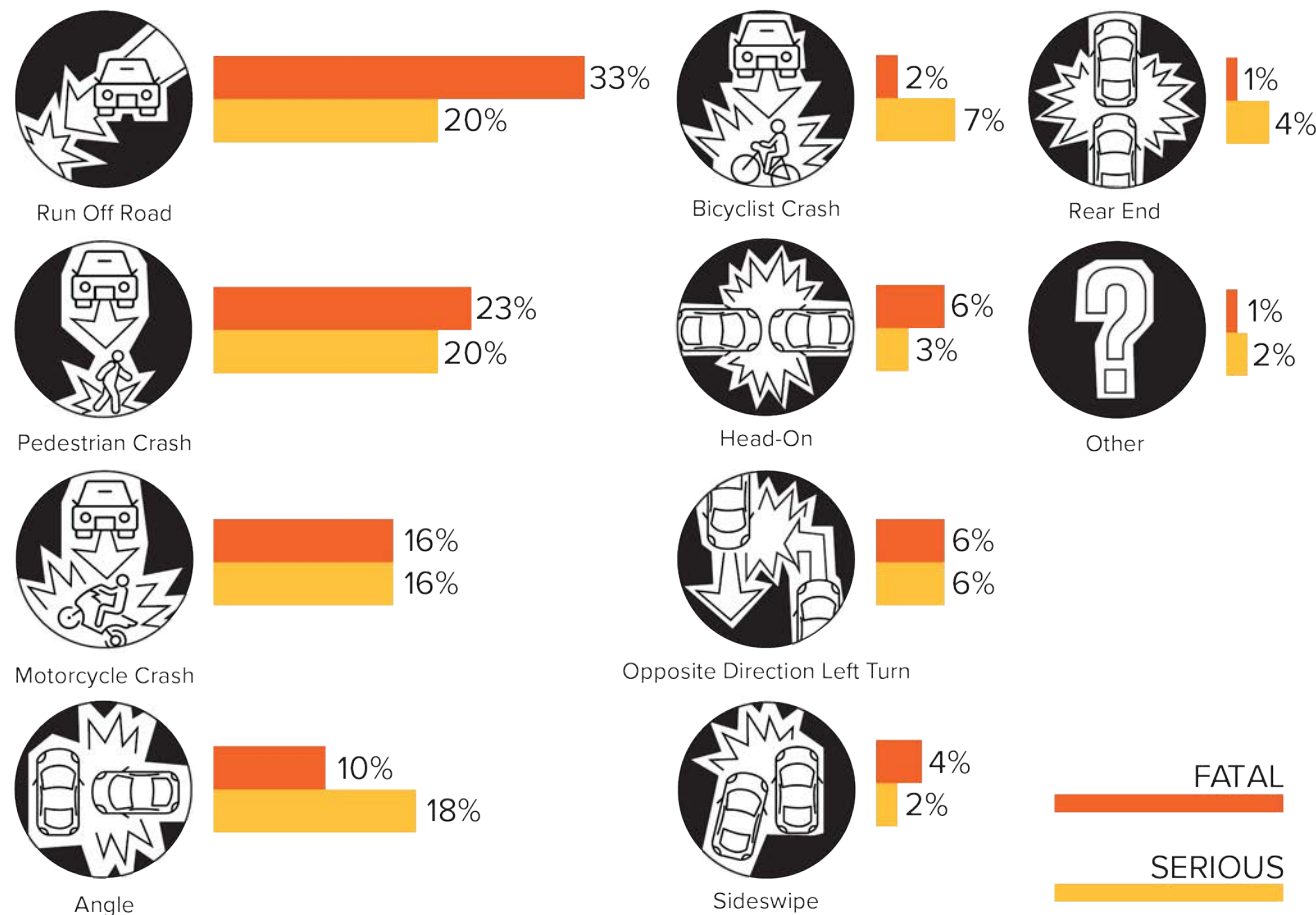 33%
20%
Run Off Road
23%
20%
Pedestrian Crash
16%
16%
Motorcycle Crash
10%
18%
Angle
2%
7%
Bicyclist Crash
6%
3%
Head-On
6%
6%
Opposite Direction Left Turn
4%
2%
Sideswipe
1%
4%
Rear End
?
1%
2%
Other
FATAL
SERIOUS